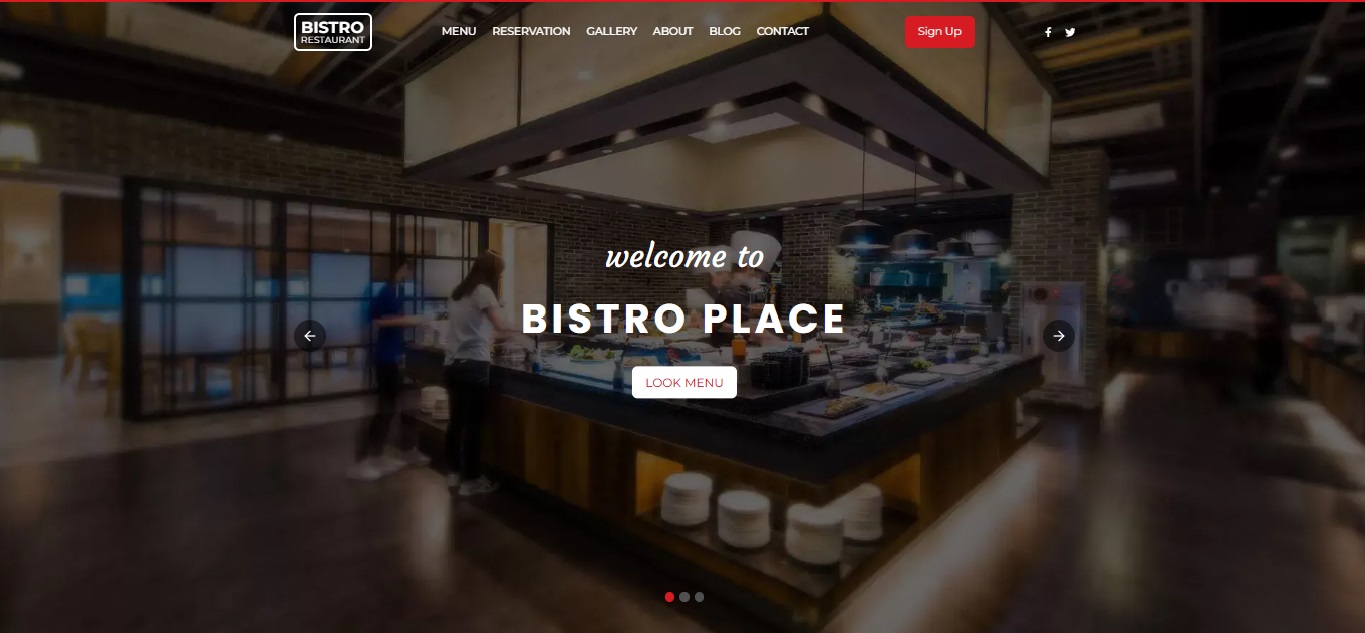 BISTRO
RESTAURANT
MENU RESERVATION GALLERY ABOUT BLOG CONTACT
Sign Up
welcome to
BISTRO PLACE
LOOK MENU